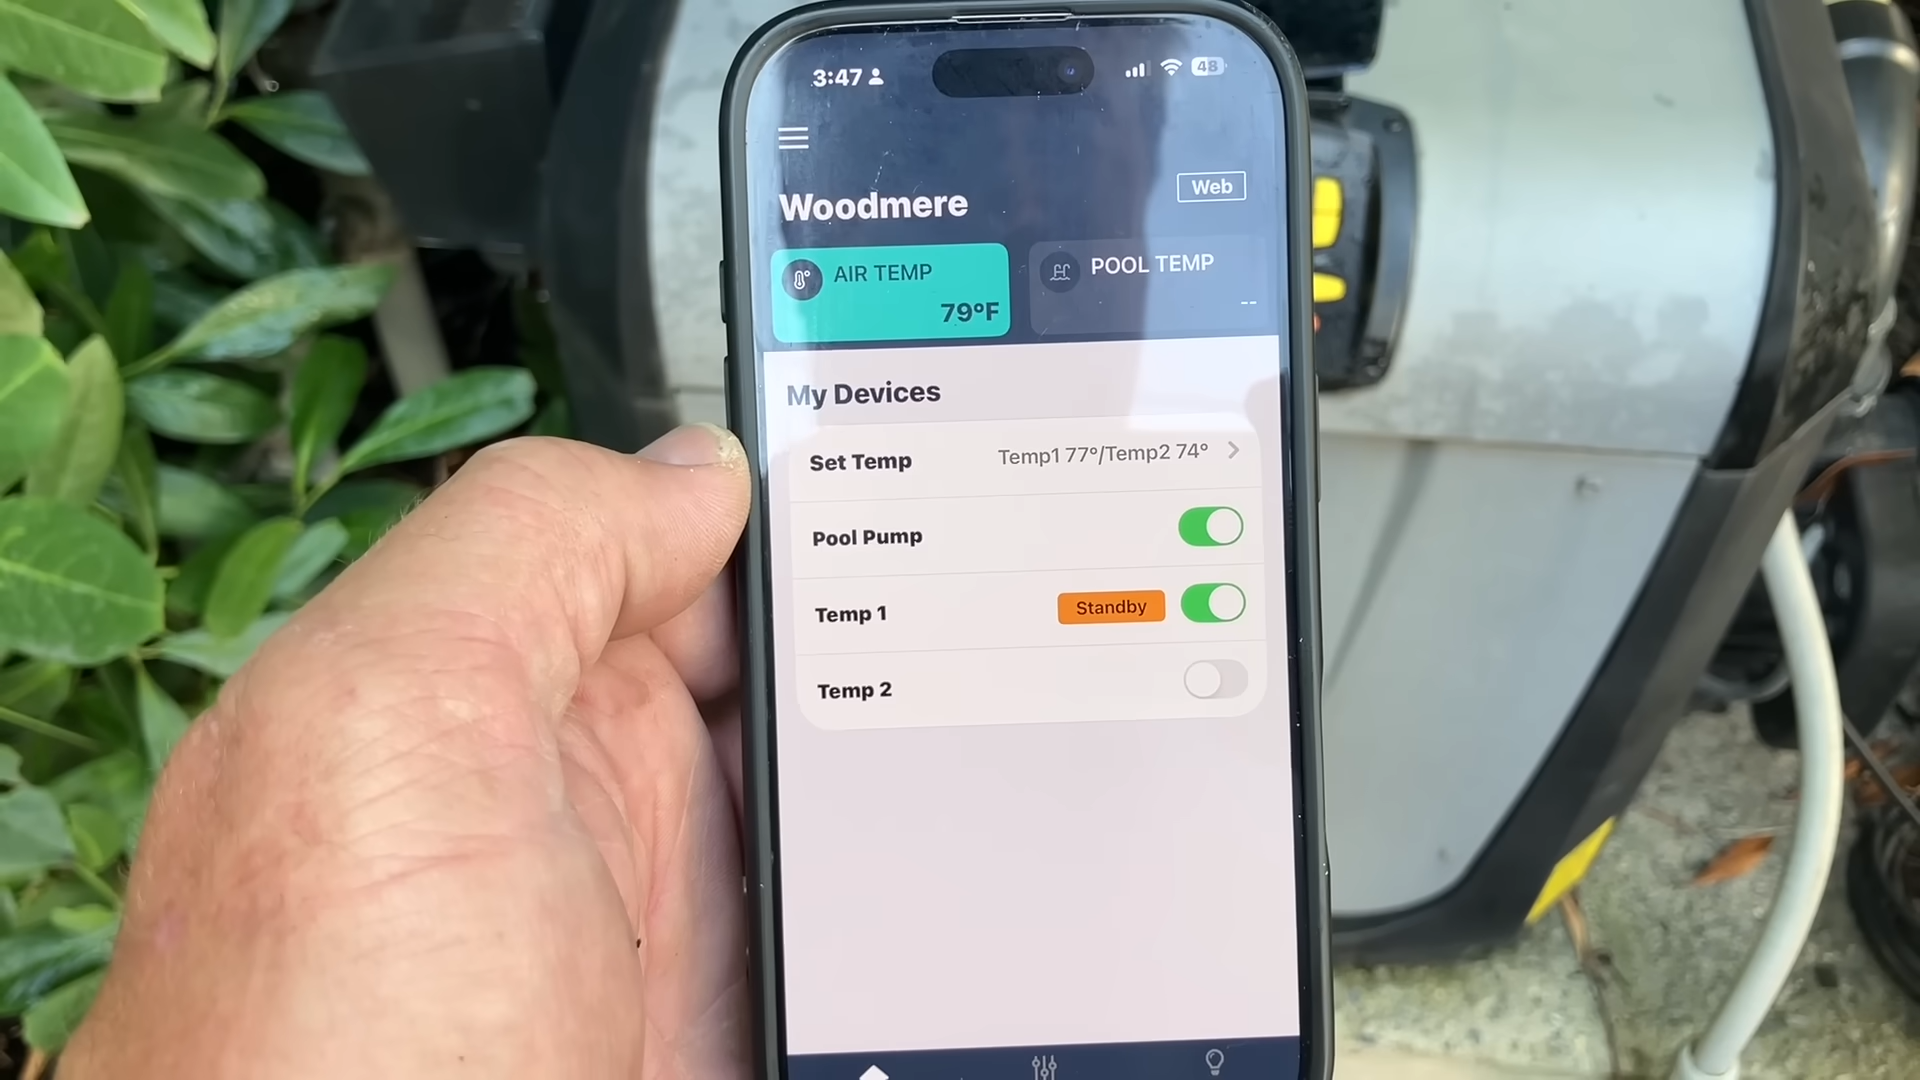 3:47
48
Web
Woodmere
AIR TEMP
79°F
POOL TEMP
--
My Devices
Set Temp
Temp1 77°/Temp2 74°
Pool Pump
Temp 1
Standby
Temp 2